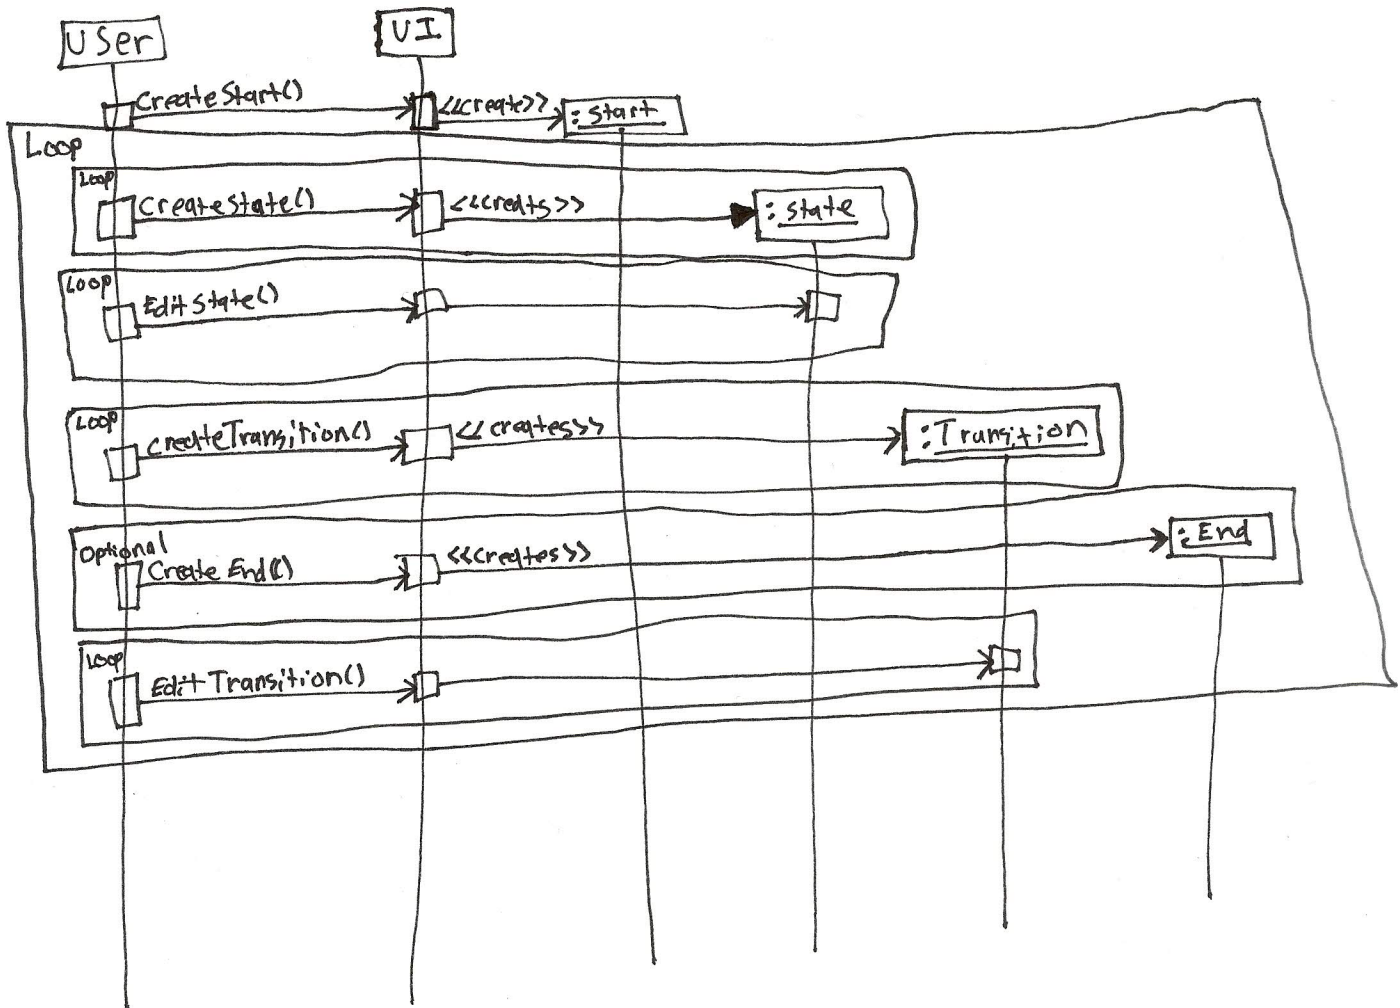 User
UI
CreateStart()
<<create>>
: Start
Loop
Loop
CreateState()
<<creats>>
: State
Loop
EditState()
Loop
createTransition()
<<creates>>
:Transition
Optional
Create End()
<<creates>>
: End
Loop
Edit Transition()